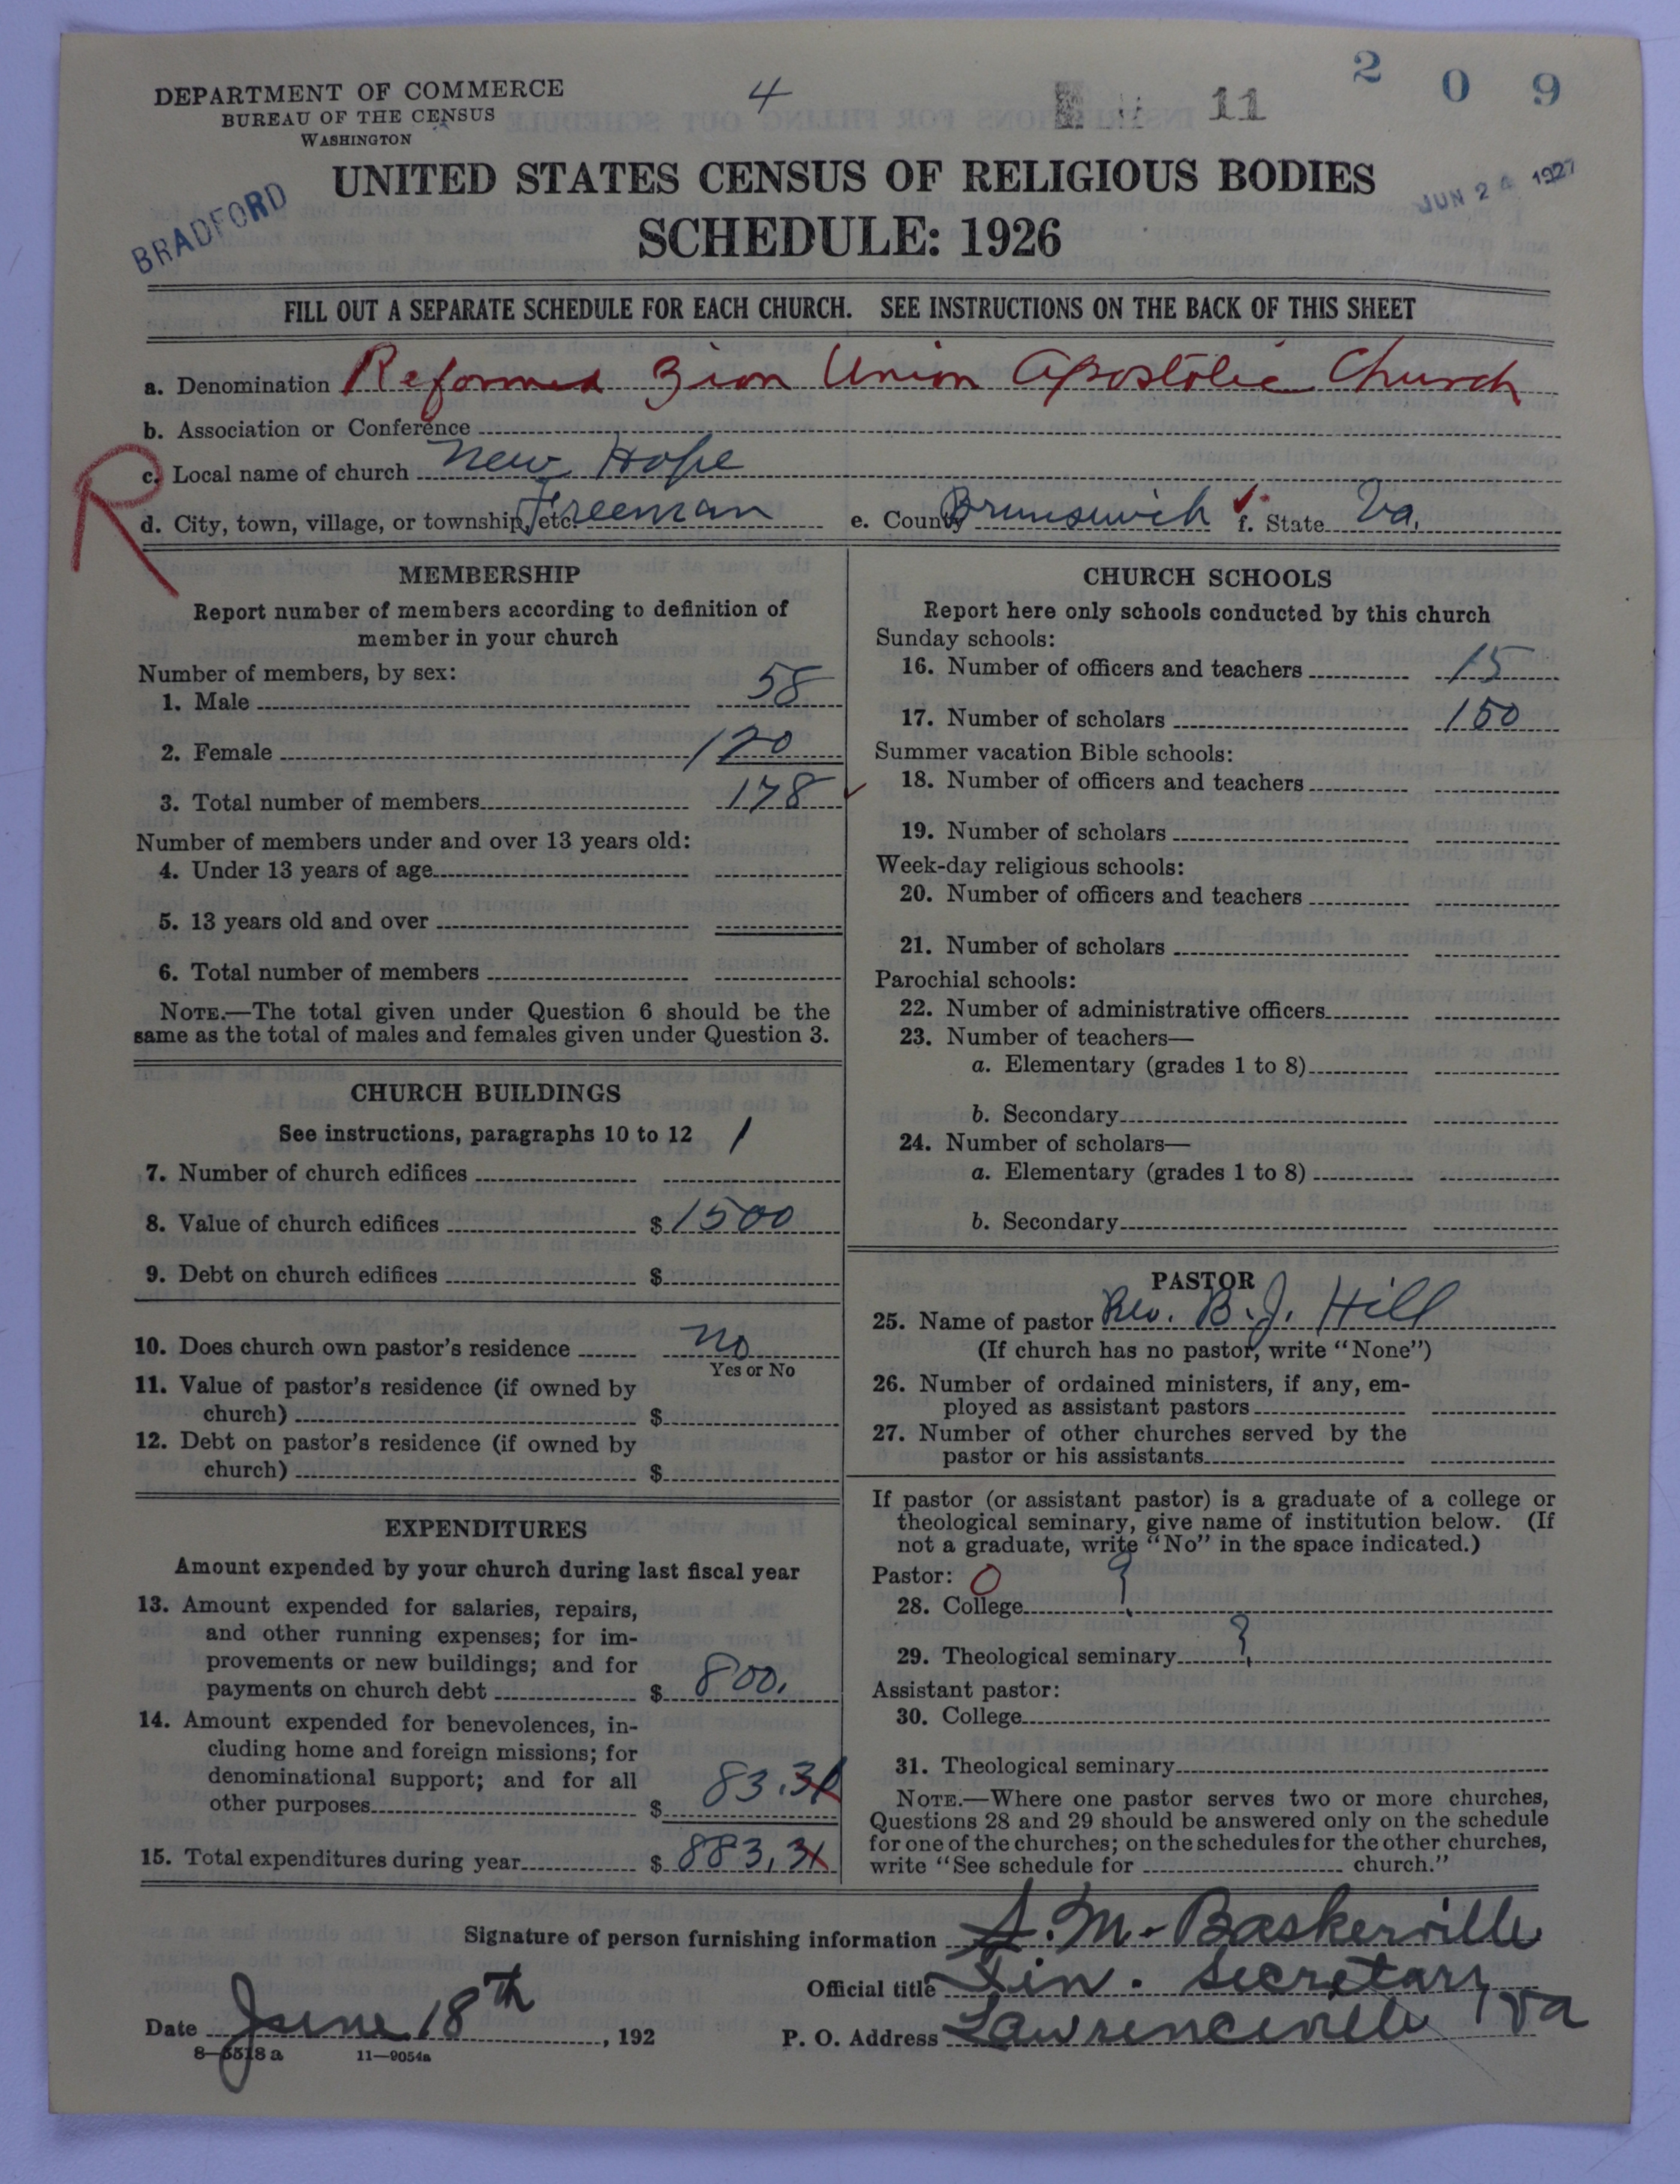 2 0 9
4
11
DEPARTMENT OF COMMERCE
BUREAU OF THE CENSUS
WASHINGTON
BRADFORD
JUN 24 1927
UNITED STATES CENSUS OF RELIGIOUS BODIES
SCHEDULE: 1926
FILL OUT A SEPARATE SCHEDULE FOR EACH CHURCH. SEE INSTRUCTIONS ON THE BACK OF THIS SHEET
a. Denomination Reformed Zion Union Apostolic Church
b. Association or Conference
R
c. Local name of church New Hope
d. City, town, village, or township, etc. Freeman e. County Brunswich f. State Va.
MEMBERSHIP
Report number of members according to definition of
member in your church
Number of members, by sex:
1. Male 58
2. Female 120
3. Total number of members 178
Number of members under and over 13 years old:
4. Under 13 years of age
5. 13 years old and over
6. Total number of members
NOTE.—The total given under Question 6 should be the
same as the total of males and females given under Question 3.
CHURCH BUILDINGS
See instructions, paragraphs 10 to 12
7. Number of church edifices 1
8. Value of church edifices $ 1500
9. Debt on church edifices $
10. Does church own pastor's residence no
Yes or No
11. Value of pastor's residence (if owned by
church) $
12. Debt on pastor's residence (if owned by
church) $
EXPENDITURES
Amount expended by your church during last fiscal year
13. Amount expended for salaries, repairs,
and other running expenses; for im-
provements or new buildings; and for
payments on church debt $ 800.
14. Amount expended for benevolences, in-
cluding home and foreign missions; for
denominational support; and for all
other purposes $ 83.31
15. Total expenditures during year $ 883.31
CHURCH SCHOOLS
Report here only schools conducted by this church
Sunday schools:
16. Number of officers and teachers 15
17. Number of scholars 150
Summer vacation Bible schools:
18. Number of officers and teachers
19. Number of scholars
Week-day religious schools:
20. Number of officers and teachers
21. Number of scholars
Parochial schools:
22. Number of administrative officers
23. Number of teachers—
a. Elementary (grades 1 to 8)
b. Secondary
24. Number of scholars—
a. Elementary (grades 1 to 8)
b. Secondary
PASTOR
25. Name of pastor Rev. B. J. Hill
(If church has no pastor, write "None")
26. Number of ordained ministers, if any, em-
ployed as assistant pastors
27. Number of other churches served by the
pastor or his assistants
If pastor (or assistant pastor) is a graduate of a college or
theological seminary, give name of institution below. (If
not a graduate, write "No" in the space indicated.)
Pastor: 0
28. College ?
29. Theological seminary ?
Assistant pastor:
30. College
31. Theological seminary
NOTE.—Where one pastor serves two or more churches,
Questions 28 and 29 should be answered only on the schedule
for one of the churches; on the schedules for the other churches,
write "See schedule for church."
Signature of person furnishing information A. M. Baskerville
Official title Fin. Secretary
Date June 18th, 192 P. O. Address Lawrenceville, Va
8—5518 a 11—9054a